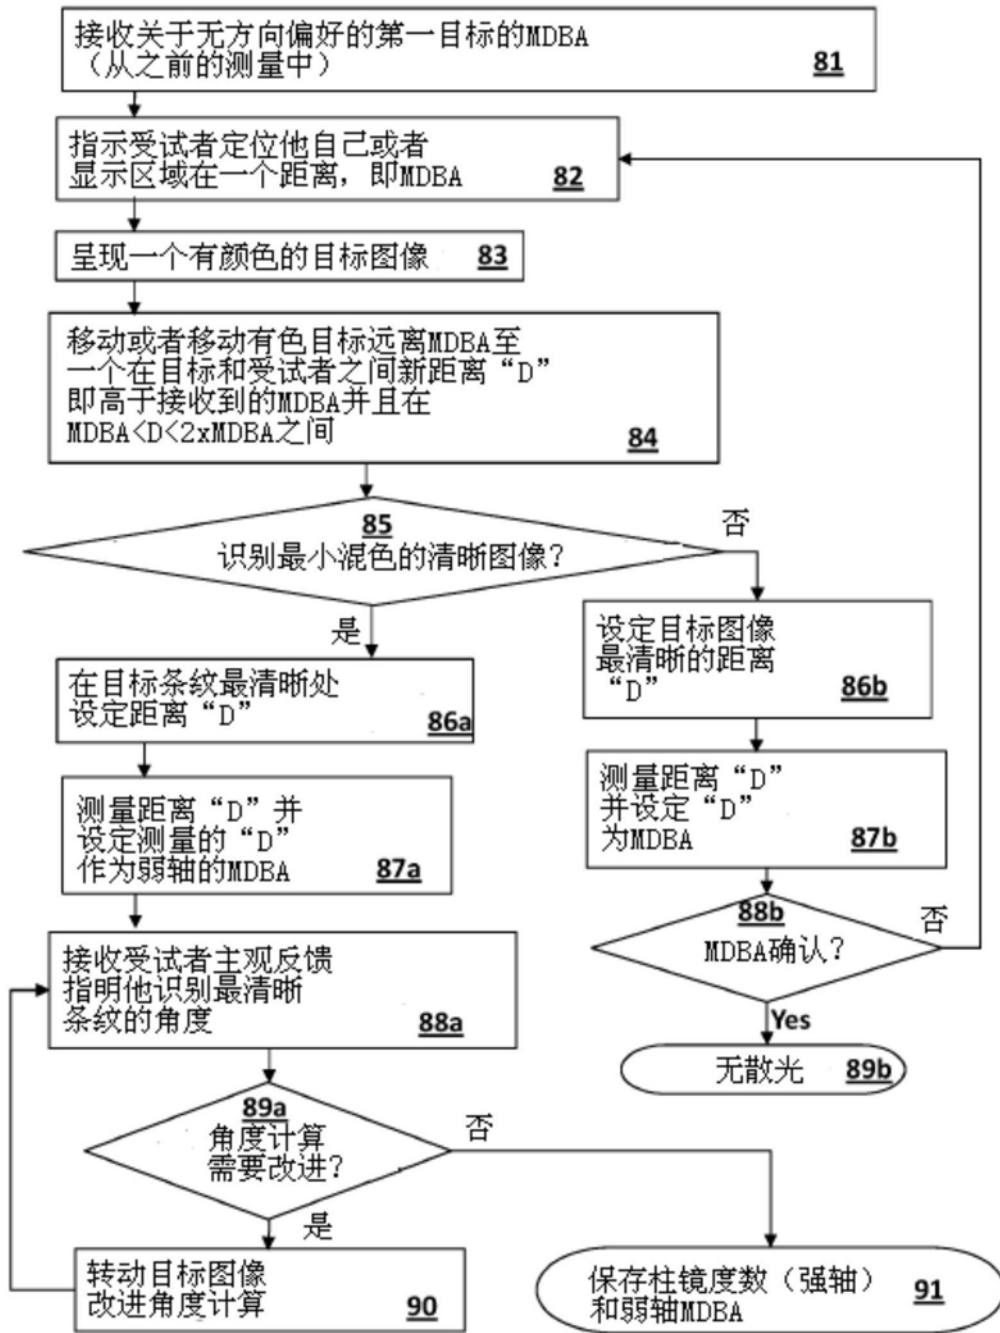 接收关于无方向偏好的第一目标的MDBA
（从之前的测量中）
81
指示受试者定位他自己或者
显示区域在一个距离，即MDBA
82
呈现一个有颜色的目标图像
83
移动或者移动有色目标远离MDBA至
一个在目标和受试者之间新距离“D”
即高于接收到的MDBA并且在
MDBA<D<2xMDBA之间
84
85
识别最小混色的清晰图像？
否
是
在目标条纹最清晰处
设定距离“D”
86a
设定目标图像
最清晰的距离
“D”
86b
测量距离“D”并
设定测量的“D”
作为弱轴的MDBA
87a
测量距离“D”
并设定“D”
为MDBA
87b
88b
MDBA确认？
否
Yes
接收受试者主观反馈
指明他识别最清晰
条纹的角度
88a
无散光
89b
89a
角度计算
需要改进？
否
是
转动目标图像
改进角度计算
90
保存柱镜度数（强轴）
和弱轴MDBA
91